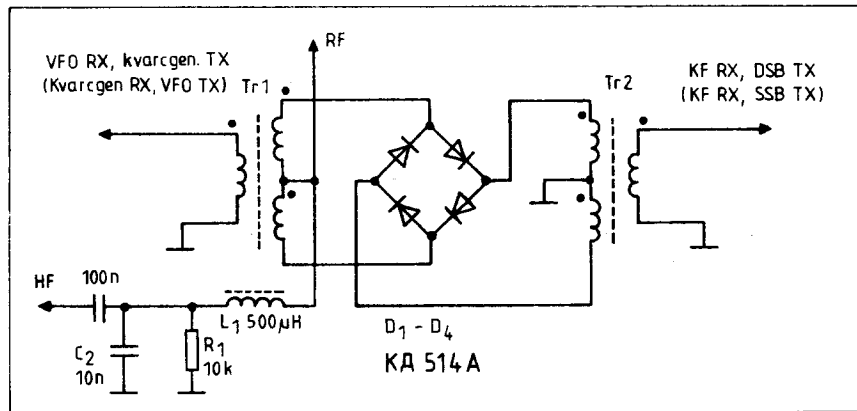 VFO RX, kvarcgen. TX
(Kvarcgen RX, VFO TX)
RF
Tr1
Tr2
KF RX, DSB TX
(KF RX, SSB TX)
HF
100n
L1 500µH
C2
10n
R1
10k
D1 - D4
КД 514A